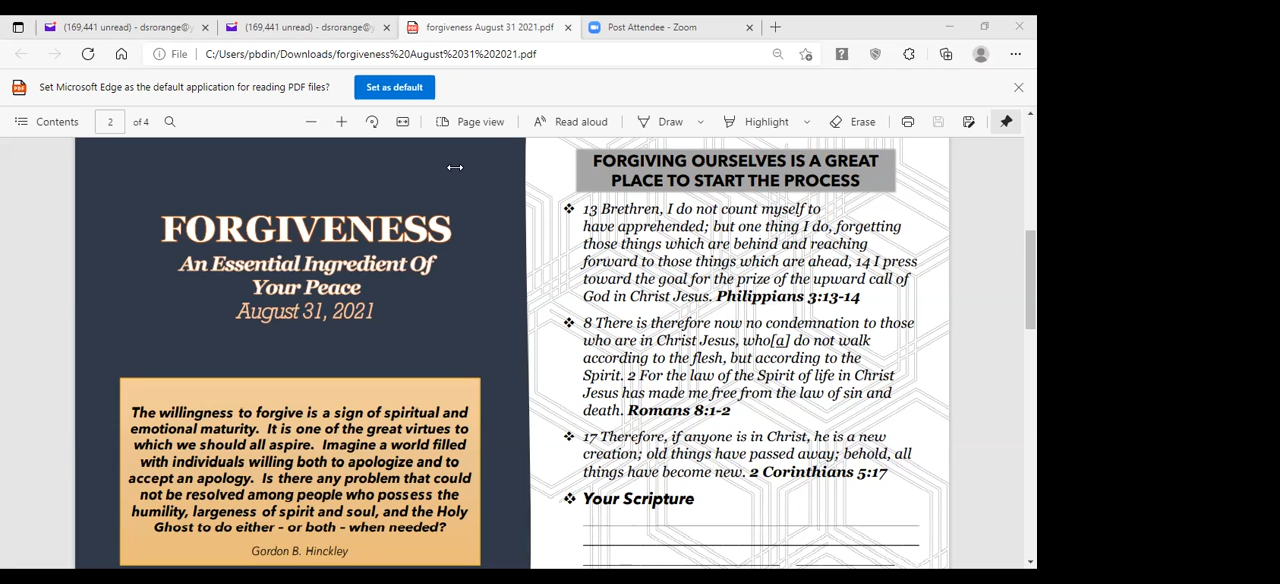 (169,441 unread) - dsrorange@y
(169,441 unread) - dsrorange@y
forgiveness August 31 2021.pdf
Post Attendee - Zoom
File
C:/Users/pbdin/Downloads/forgiveness%20August%2031%202021.pdf
Set Microsoft Edge as the default application for reading PDF files?
Set as default
Contents
2
of 4
Page view
Read aloud
Draw
Highlight
Erase
FORGIVENESS
An Essential Ingredient Of
Your Peace
August 31, 2021
The willingness to forgive is a sign of spiritual and
emotional maturity. It is one of the great virtues to
which we should all aspire. Imagine a world filled
with individuals willing both to apologize and to
accept an apology. Is there any problem that could
not be resolved among people who possess the
humility, largeness of spirit and soul, and the Holy
Ghost to do either – or both – when needed?
Gordon B. Hinckley
FORGIVING OURSELVES IS A GREAT
PLACE TO START THE PROCESS
❖ 13 Brethren, I do not count myself to
have apprehended; but one thing I do, forgetting
those things which are behind and reaching
forward to those things which are ahead, 14 I press
toward the goal for the prize of the upward call of
God in Christ Jesus. Philippians 3:13-14
❖ 8 There is therefore now no condemnation to those
who are in Christ Jesus, who[a] do not walk
according to the flesh, but according to the
Spirit. 2 For the law of the Spirit of life in Christ
Jesus has made me free from the law of sin and
death. Romans 8:1-2
❖ 17 Therefore, if anyone is in Christ, he is a new
creation; old things have passed away; behold, all
things have become new. 2 Corinthians 5:17
❖ Your Scripture